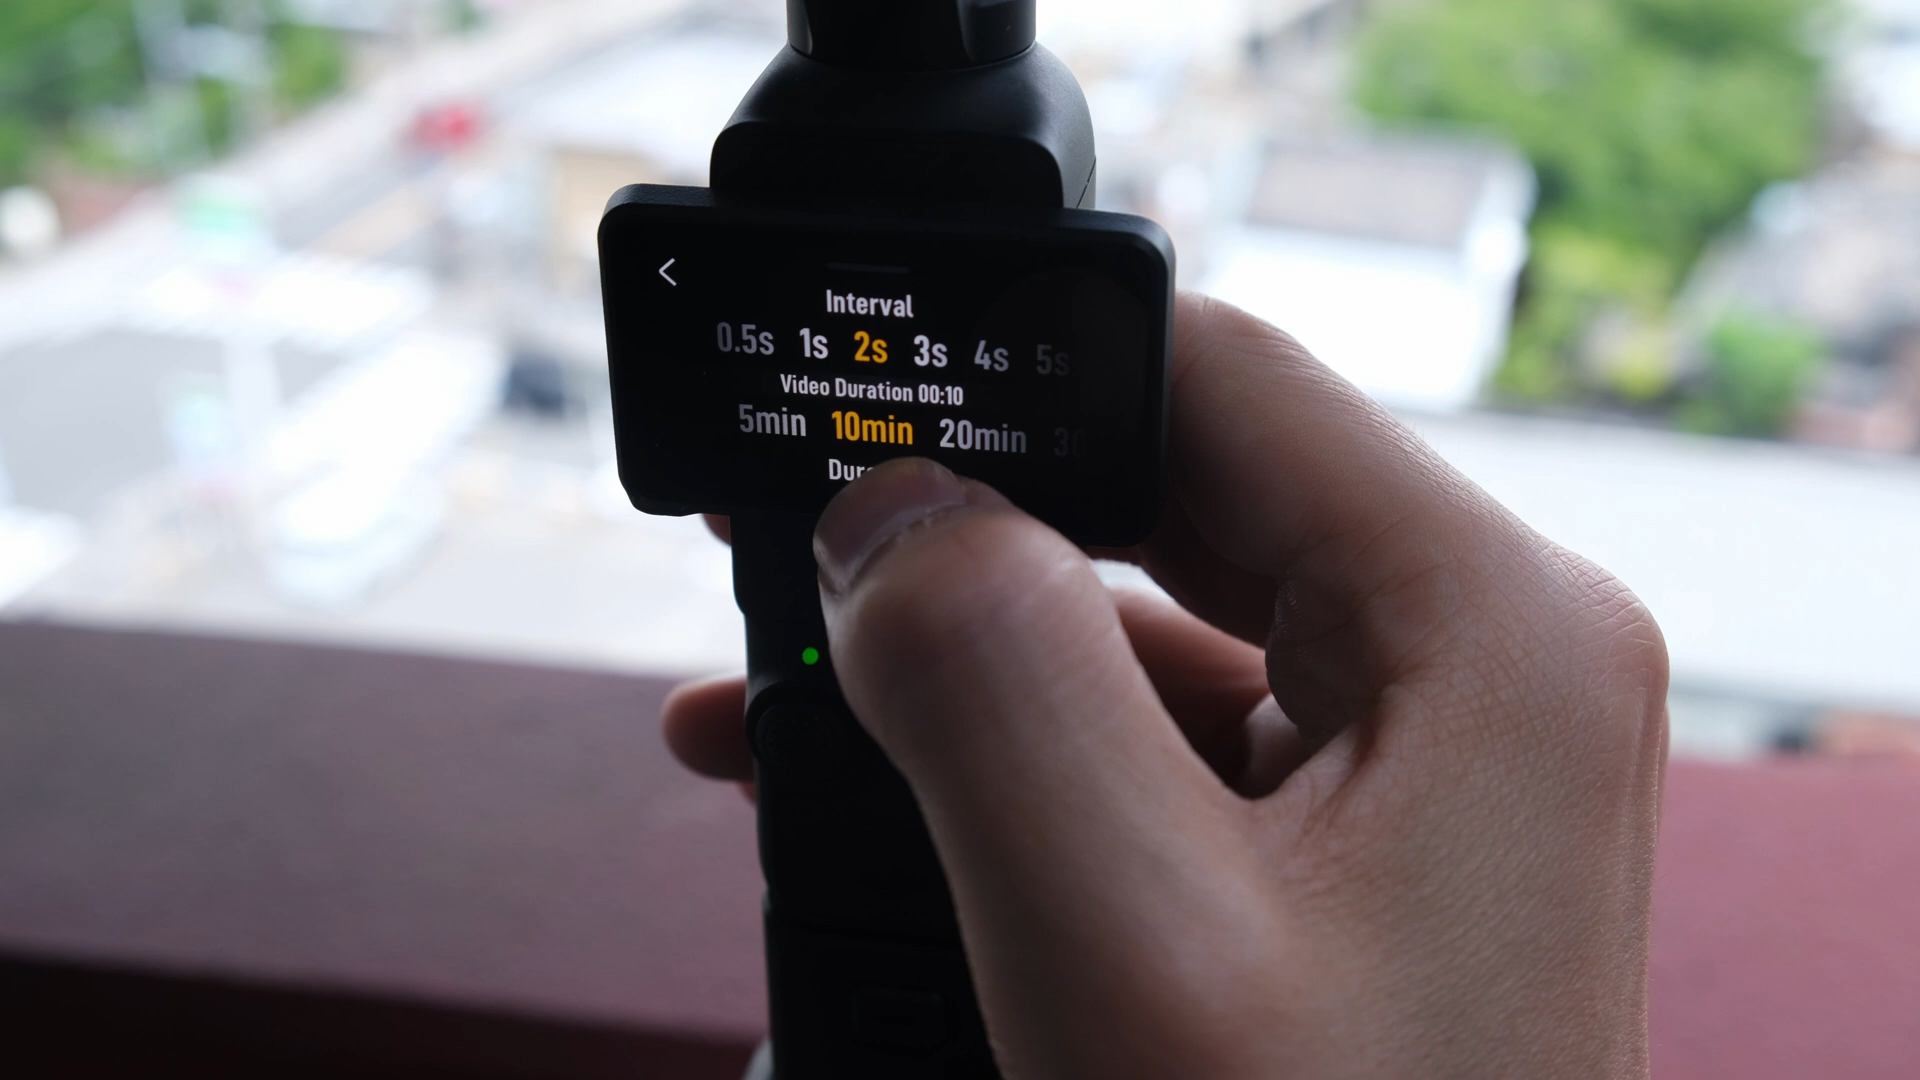 Interval
0.5s 1s 2s 3s 4s 5s
Video Duration 00:10
5min 10min 20min